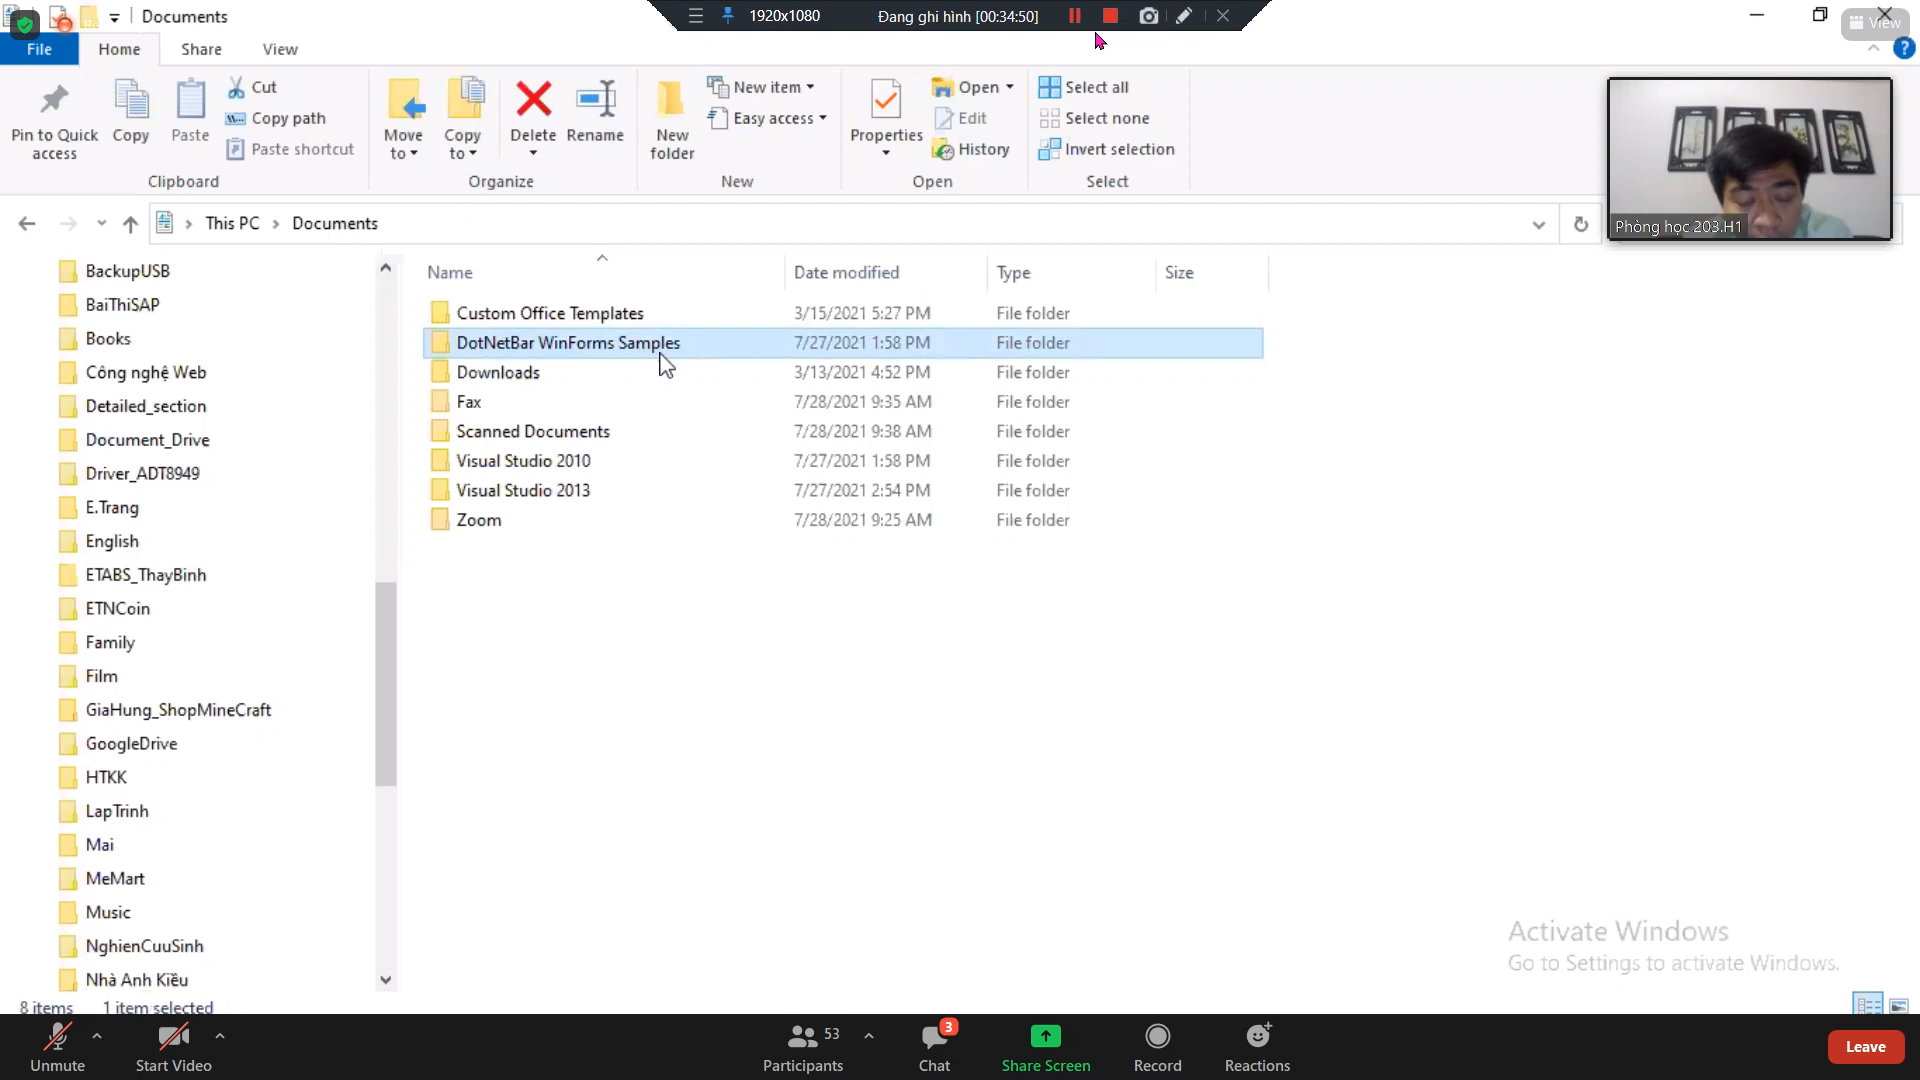 Documents
1920x1080
Đang ghi hình [00:34:50]
View
File
Home
Share
View
Pin to Quick access
Copy
Paste
Cut
Copy path
Paste shortcut
Clipboard
Move to
Copy to
Delete
Rename
Organize
New folder
New item
Easy access
New
Properties
Open
Edit
History
Open
Select all
Select none
Invert selection
Select
Phòng học 203.H1
This PC
Documents
BackupUSB
BaiThiSAP
Books
Công nghệ Web
Detailed_section
Document_Drive
Driver_ADT8949
E.Trang
English
ETABS_ThayBinh
ETNCoin
Family
Film
GiaHung_ShopMineCraft
GoogleDrive
HTKK
LapTrinh
Mai
MeMart
Music
NghienCuuSinh
Nhà Anh Kiều
Name Date modified Type Size
Custom Office Templates 3/15/2021 5:27 PM File folder
DotNetBar WinForms Samples 7/27/2021 1:58 PM File folder
Downloads 3/13/2021 4:52 PM File folder
Fax 7/28/2021 9:35 AM File folder
Scanned Documents 7/28/2021 9:38 AM File folder
Visual Studio 2010 7/27/2021 1:58 PM File folder
Visual Studio 2013 7/27/2021 2:54 PM File folder
Zoom 7/28/2021 9:25 AM File folder
Activate Windows
Go to Settings to activate Windows.
8 items 1 item selected
Unmute
Start Video
53
Participants
3
Chat
Share Screen
Record
Reactions
Leave